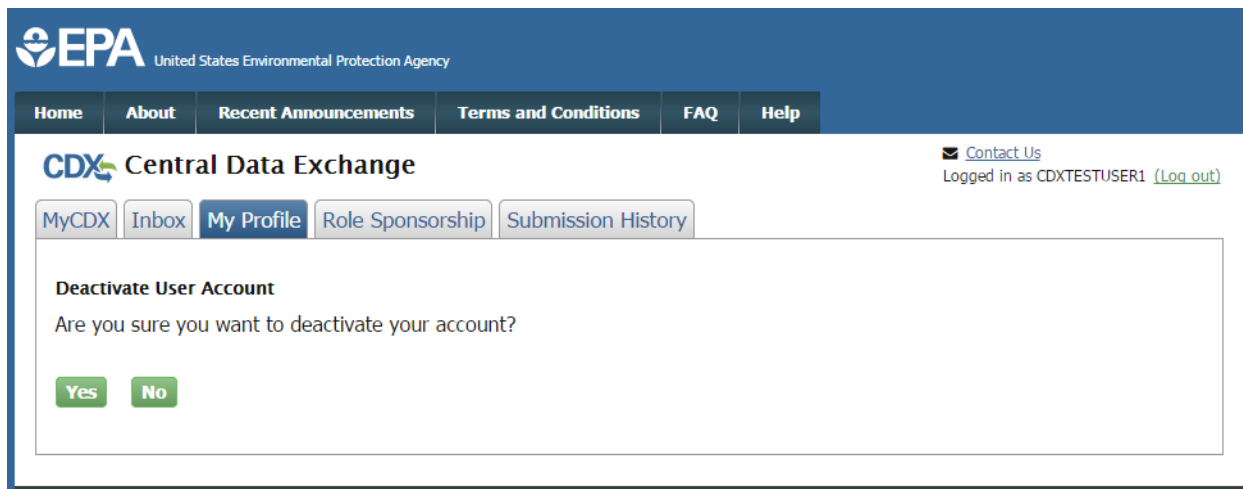 EPA United States Environmental Protection Agency
Home About Recent Announcements Terms and Conditions FAQ Help
CDX Central Data Exchange
Contact Us
Logged in as CDXTESTUSER1 (Log out)
MyCDX Inbox My Profile Role Sponsorship Submission History
Deactivate User Account
Are you sure you want to deactivate your account?
Yes No